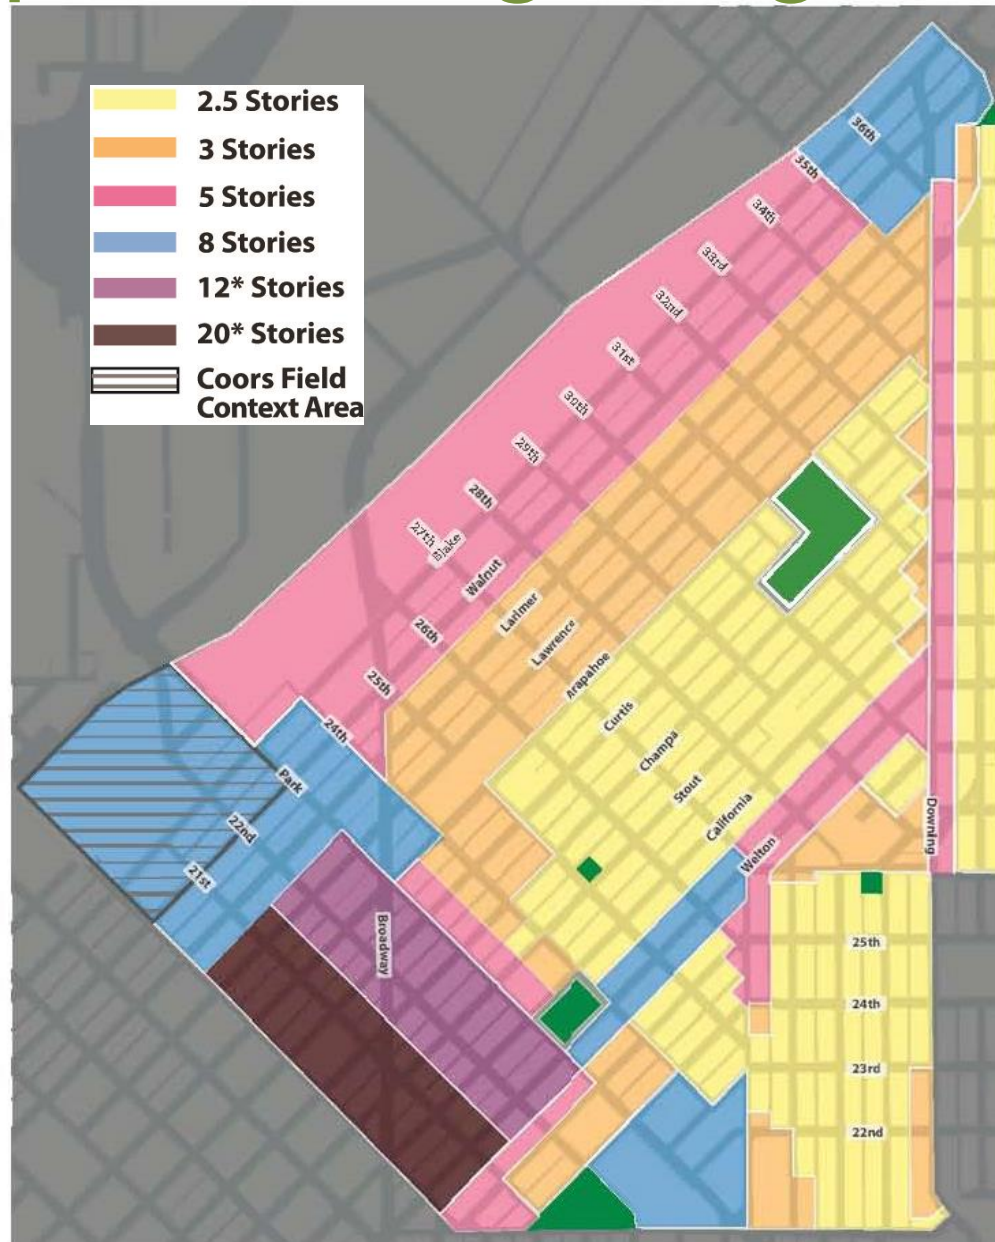 2.5 Stories
3 Stories
5 Stories
8 Stories
12* Stories
20* Stories
Coors Field
Context Area
36th
35th
34th
33rd
32nd
31st
30th
29th
28th
27th
Blake
Walnut
Larimer
26th
Lawrence
Arapahoe
25th
Curtis
24th
Champa
Park
Stout
California
22nd
Welton
Downing
21st
Broadway
25th
24th
23rd
22nd